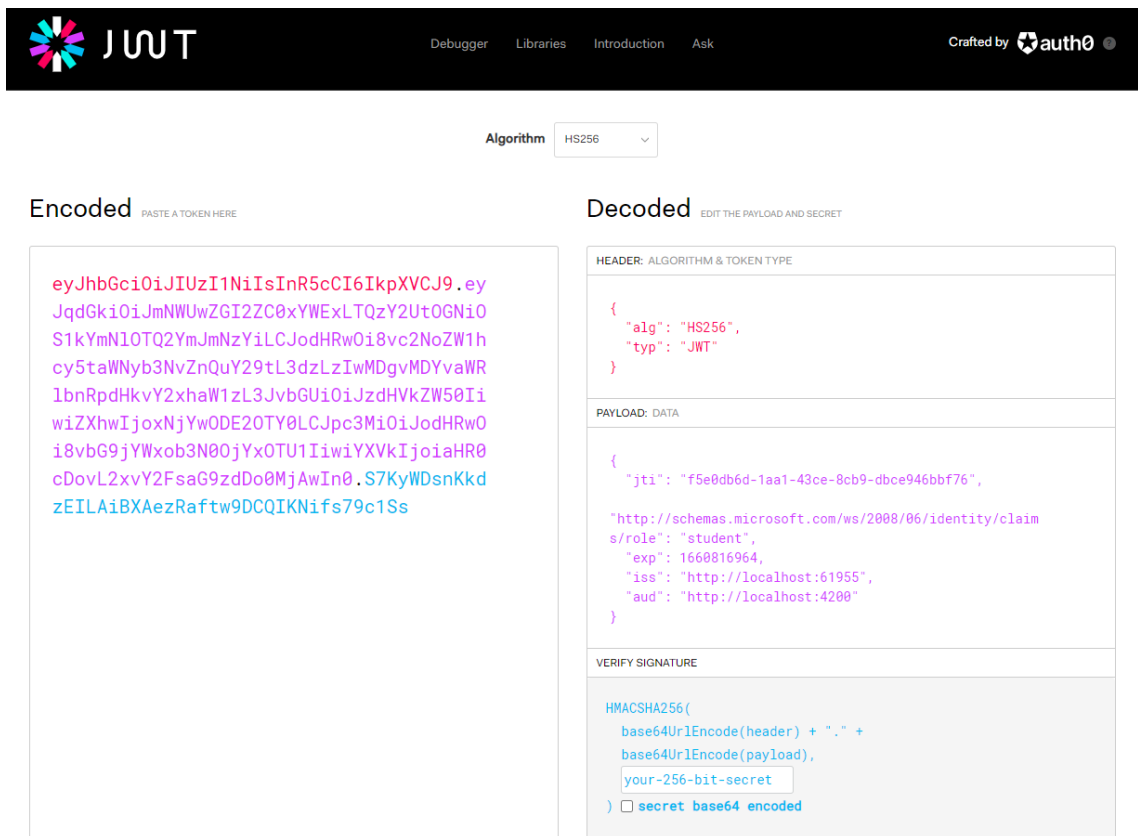 JWT
Debugger Libraries Introduction Ask
Crafted by auth0 ?
Algorithm HS256
Encoded PASTE A TOKEN HERE
eyJhbGciOiJIUzI1NiIsInR5cCI6IkpXVCJ9.ey
JqdGkiOiJmNWUwZGI2ZC0xYWExLTQzY2UtOGNiO
S1kYmNlOTQ2YmJmNzYiLCJodHRwOi8vc2NoZW1h
cy5taWNyb3NvZnQuY29tL3dzLzIwMDgvMDYvaWR
lbnRpdHkvY2xhaW1zL3JvbGUiOiJzdHVkZW50Ii
wiZXhwIjoxNjYwODE2OTY0LCJpc3MiOiJodHRwO
i8vbG9jYWxob3N0OjYxOTU1IiwiYXVkIjoiaHR0
cDovL2xvY2FsaG9zdDo0MjAwIn0.S7KyWDsnKkd
zEILAiBXAezRaftw9DCQIKNifs79c1Ss
Decoded EDIT THE PAYLOAD AND SECRET
HEADER: ALGORITHM & TOKEN TYPE
{
"alg": "HS256",
"typ": "JWT"
}
PAYLOAD: DATA
{
"jti": "f5e0db6d-1aa1-43ce-8cb9-dbce946bbf76",
"http://schemas.microsoft.com/ws/2008/06/identity/claim
s/role": "student",
"exp": 1660816964,
"iss": "http://localhost:61955",
"aud": "http://localhost:4200"
}
VERIFY SIGNATURE
HMACSHA256(
base64UrlEncode(header) + "." +
base64UrlEncode(payload),
your-256-bit-secret
) secret base64 encoded